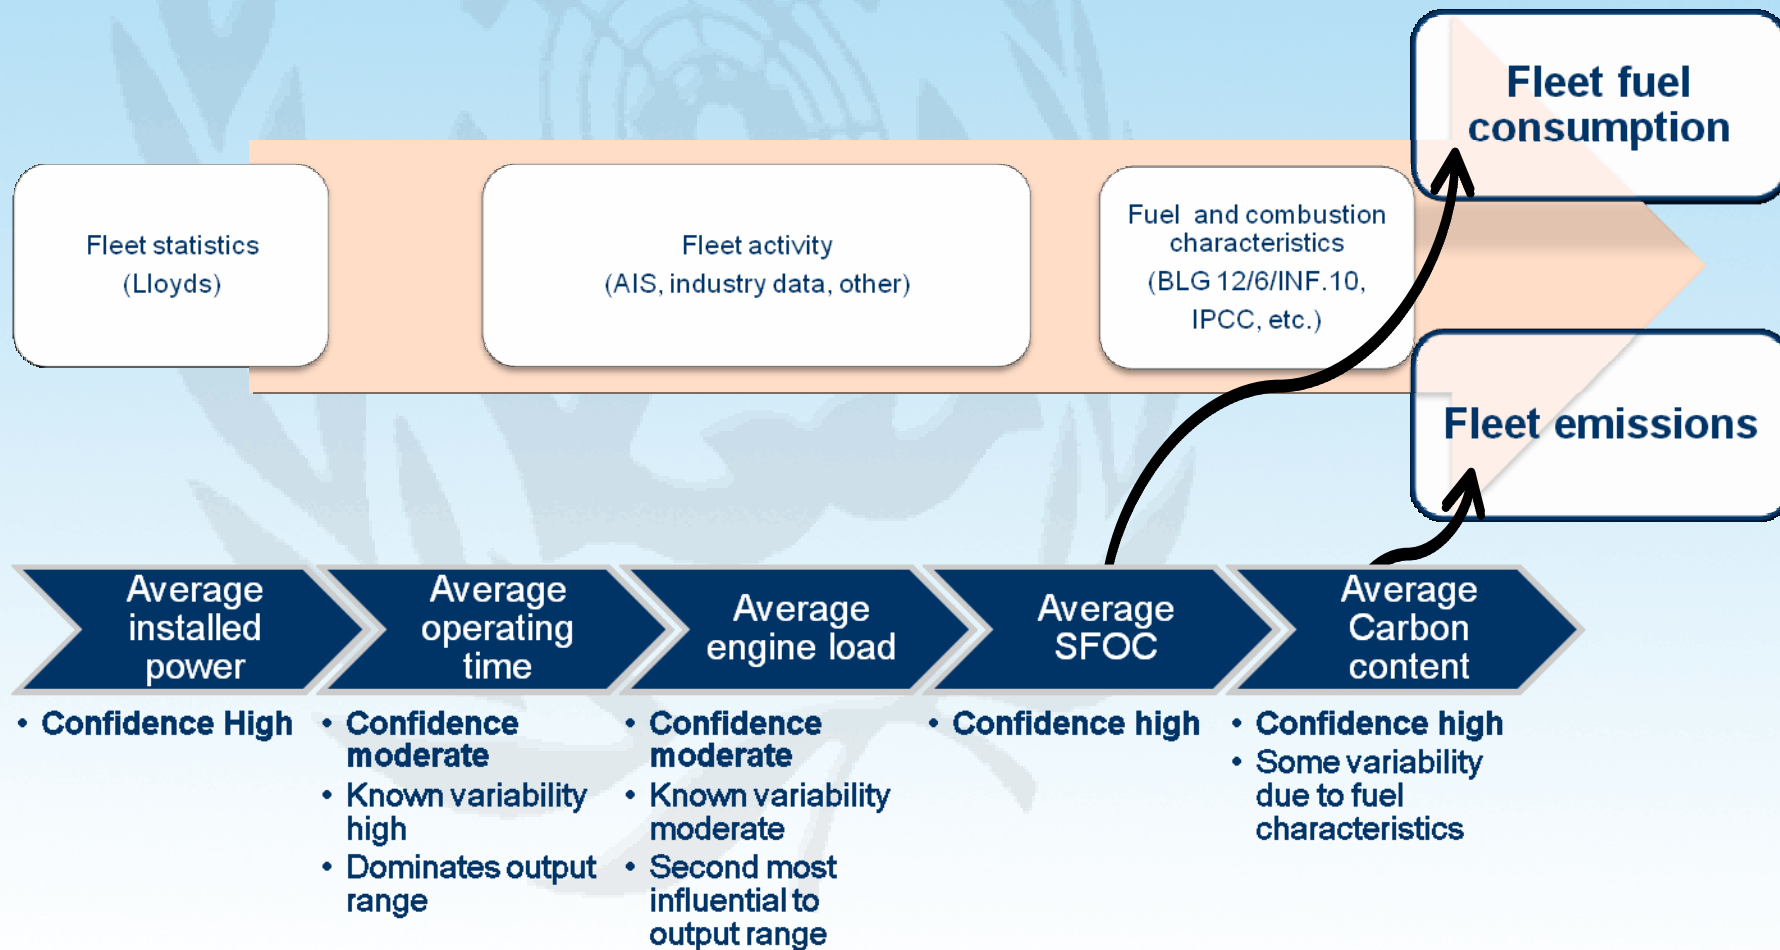 Fleet fuel
consumption
Fleet statistics
(Lloyds)
Fleet activity
(AIS, industry data, other)
Fuel and combustion
characteristics
(BLG 12/6/INF.10,
IPCC, etc.)
Fleet emissions
Average
installed
power
Average
operating
time
Average
engine load
Average
SFOC
Average
Carbon
content
• Confidence High
• Confidence
moderate
• Known variability
high
• Dominates output
range
• Confidence
moderate
• Known variability
moderate
• Second most
influential to
output range
• Confidence high
• Confidence high
• Some variability
due to fuel
characteristics